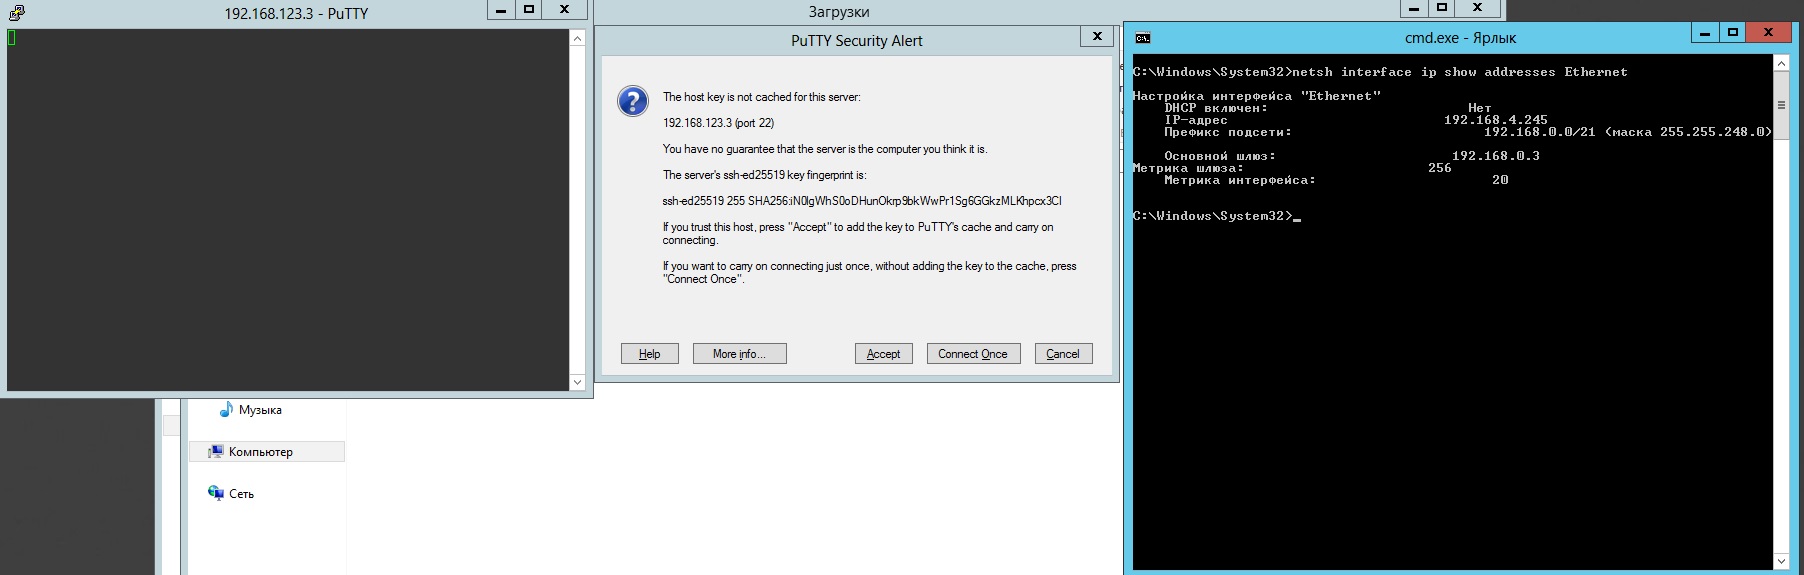 192.168.123.3 - PuTTY
Загрузки
PuTTY Security Alert
The host key is not cached for this server:
192.168.123.3 (port 22)
You have no guarantee that the server is the computer you think it is.
The server's ssh-ed25519 key fingerprint is:
ssh-ed25519 255 SHA256:iN0lgWhS0oDHunOkrp9bkWwPr1Sg6GGkzMLKhpcx3CI
If you trust this host, press "Accept" to add the key to PuTTY's cache and carry on
connecting.
If you want to carry on connecting just once, without adding the key to the cache, press
"Connect Once".
Help
More info...
Accept
Connect Once
Cancel
Музыка
Компьютер
Сеть
cmd.exe - Ярлык
C:\Windows\System32>netsh interface ip show addresses Ethernet
Настройка интерфейса "Ethernet"
DHCP включен: Нет
IP-адрес 192.168.4.245
Префикс подсети: 192.168.0.0/21 (маска 255.255.248.0)
Основной шлюз: 192.168.0.3
Метрика шлюза: 256
Метрика интерфейса: 20
C:\Windows\System32>